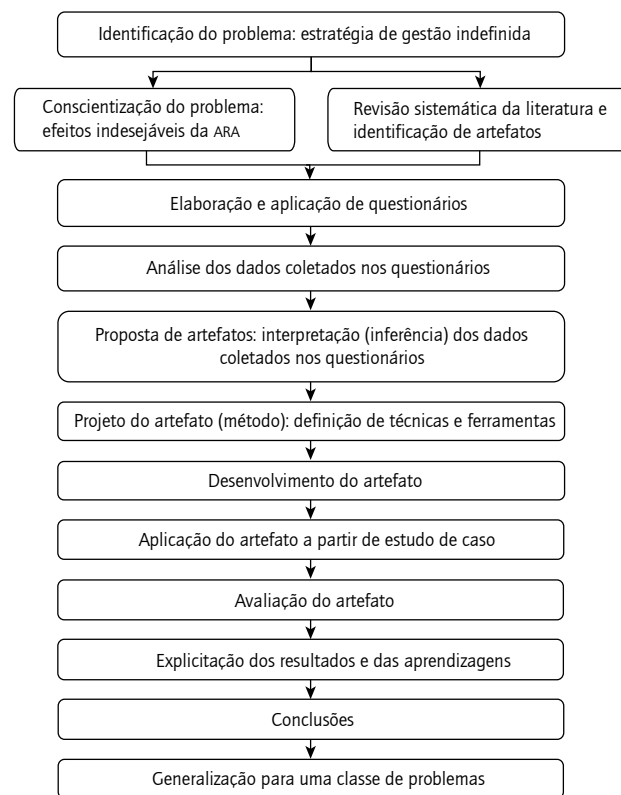 Identificação do problema: estratégia de gestão indefinida
Conscientização do problema:
efeitos indesejáveis da ARA
Revisão sistemática da literatura e
identificação de artefatos
Elaboração e aplicação de questionários
Análise dos dados coletados nos questionários
Proposta de artefatos: interpretação (inferência) dos dados
coletados nos questionários
Projeto do artefato (método): definição de técnicas e ferramentas
Desenvolvimento do artefato
Aplicação do artefato a partir de estudo de caso
Avaliação do artefato
Explicitação dos resultados e das aprendizagens
Conclusões
Generalização para uma classe de problemas